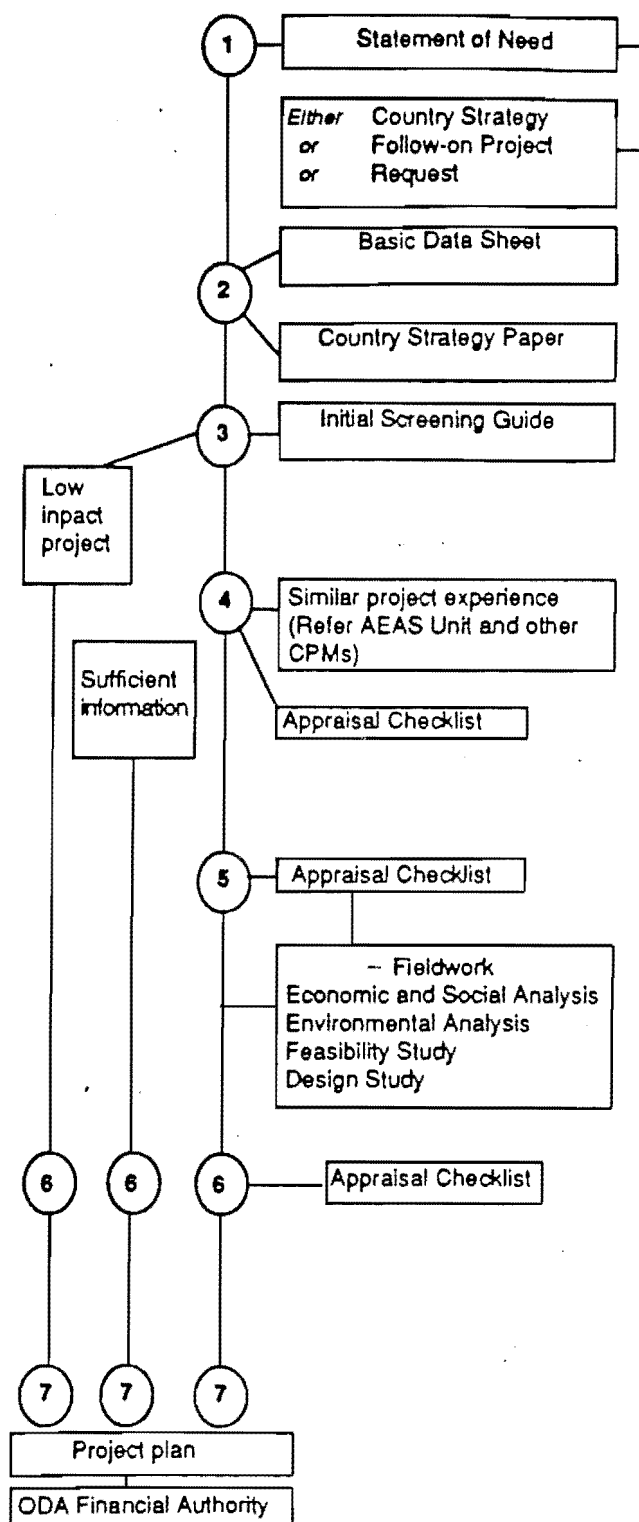 1
Statement of Need
Either Country Strategy
or Follow-on Project
or Request
Basic Data Sheet
2
Country Strategy Paper
3
Initial Screening Guide
Low
inpact
project
4
Similar project experience
(Refer AEAS Unit and other
CPMs)
Sufficient
information
Appraisal Checklist
5
Appraisal Checklist
– Fieldwork
Economic and Social Analysis
Environmental Analysis
Feasibility Study
Design Study
6 6 6
Appraisal Checklist
7 7 7
Project plan
ODA Financial Authority